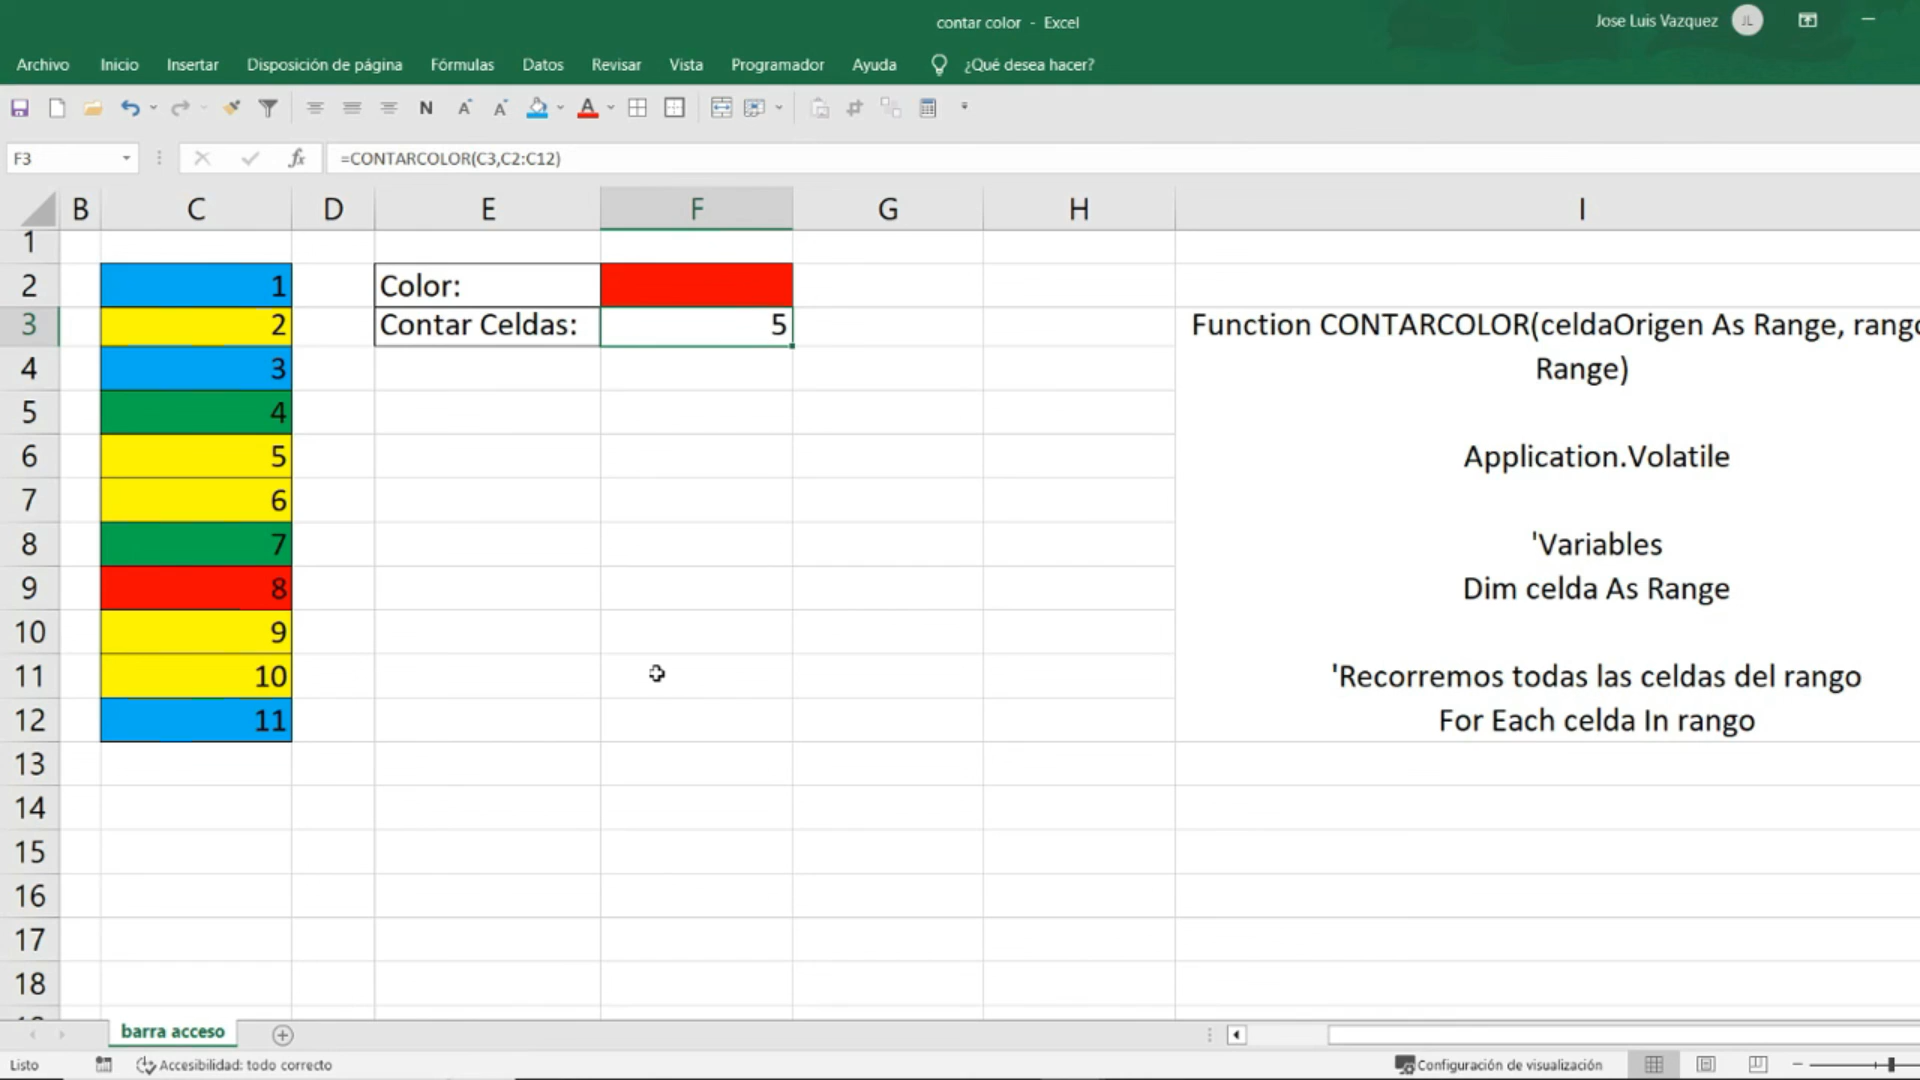 contar color - Excel
Jose Luis Vazquez
JL
Archivo Inicio Insertar Disposición de página Fórmulas Datos Revisar Vista Programador Ayuda ¿Qué desea hacer?
N A A A
F3 fx =CONTARCOLOR(C3,C2:C12)
B C D E F G H I
1
2 1 Color:
3 2 Contar Celdas: 5 Function CONTARCOLOR(celdaOrigen As Range, rango
4 3 Range)
5 4
6 5 Application.Volatile
7 6
8 7 'Variables
9 8 Dim celda As Range
10 9
11 10 'Recorremos todas las celdas del rango
12 11 For Each celda In rango
13
14
15
16
17
18
barra acceso
Listo Accesibilidad: todo correcto Configuración de visualización